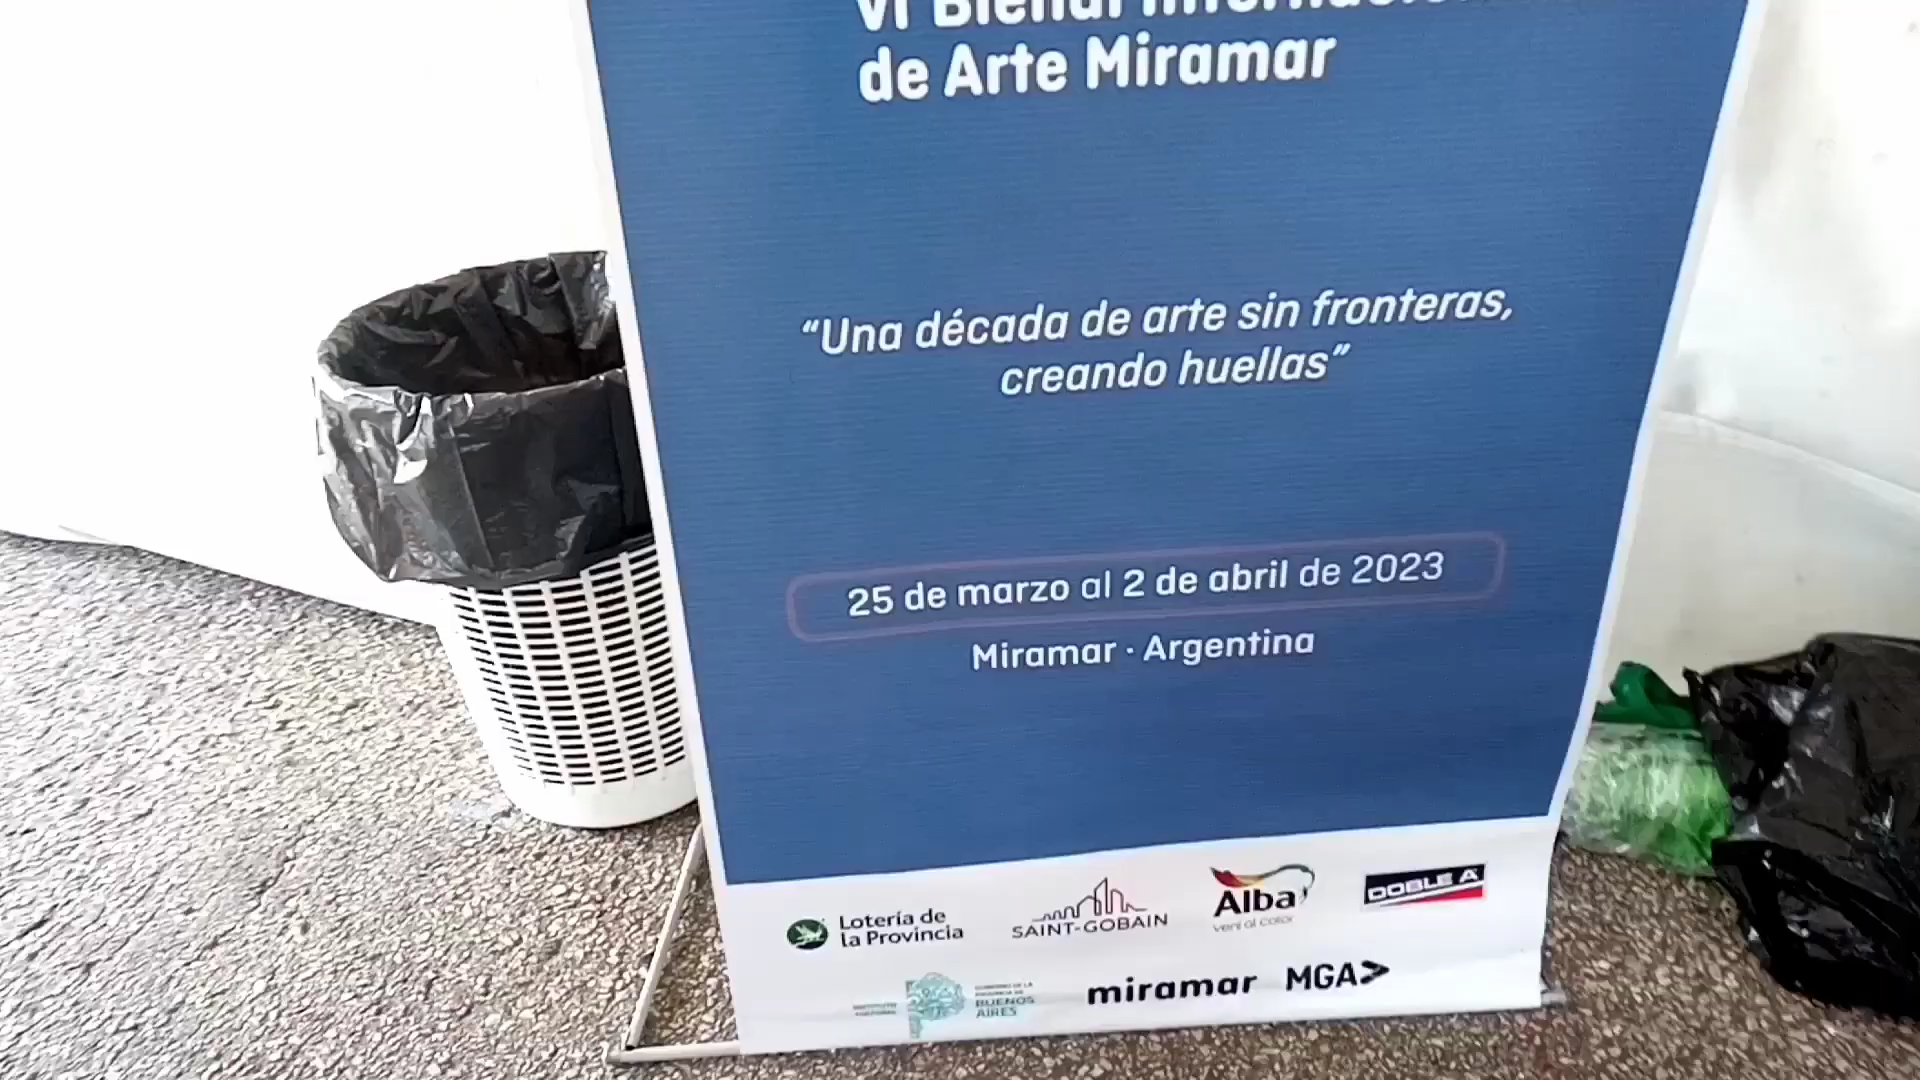 VI Bienal Internacional
de Arte Miramar
“Una década de arte sin fronteras,
creando huellas”
25 de marzo al 2 de abril de 2023
Miramar · Argentina
Lotería de
la Provincia
SAINT-GOBAIN
Alba
vení al color
DOBLE A
INSTITUTO
CULTURAL
GOBIERNO DE LA
PROVINCIA DE
BUENOS
AIRES
miramar
MGA>